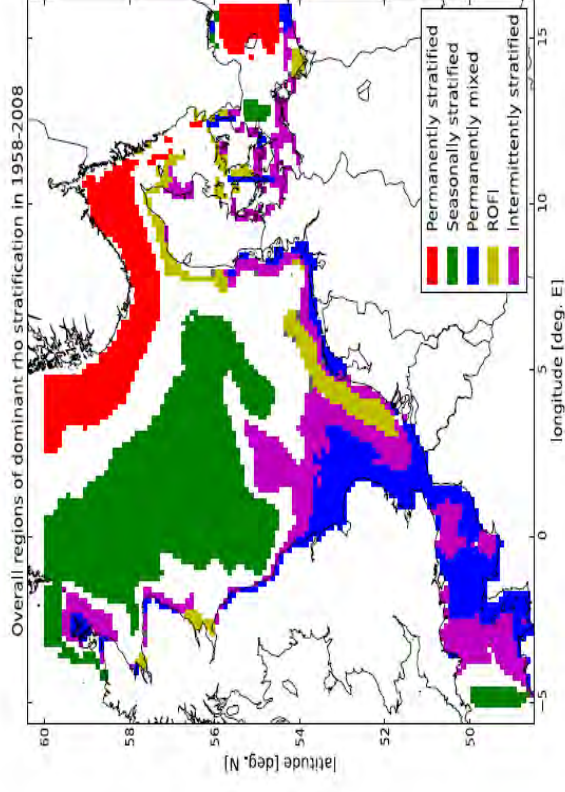 Overall regions of dominant rho stratification in 1958-2008
60
58
56
54
52
50
latitude [deg. N]
−5
0
5
10
15
longitude [deg. E]
Permanently stratified
Seasonally stratified
Permanently mixed
ROFI
Intermittently stratified